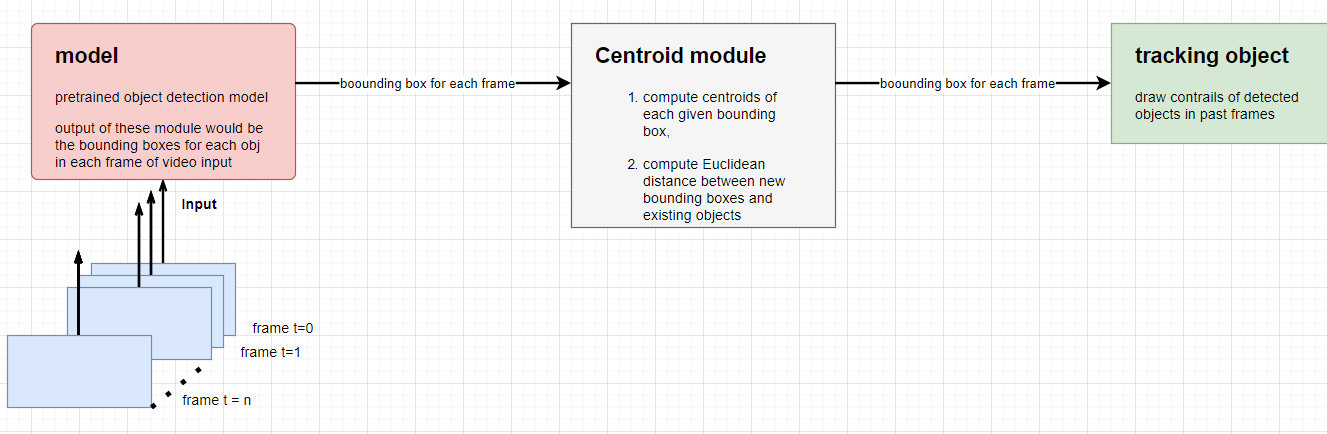 model
pretrained object detection model
output of these module would be
the bounding boxes for each obj
in each frame of video input
boounding box for each frame
Centroid module
1. compute centroids of
each given bounding
box,
2. compute Euclidean
distance between new
bounding boxes and
existing objects
boounding box for each frame
tracking object
draw contrails of detected
objects in past frames
Input
frame t=0
frame t=1
frame t = n